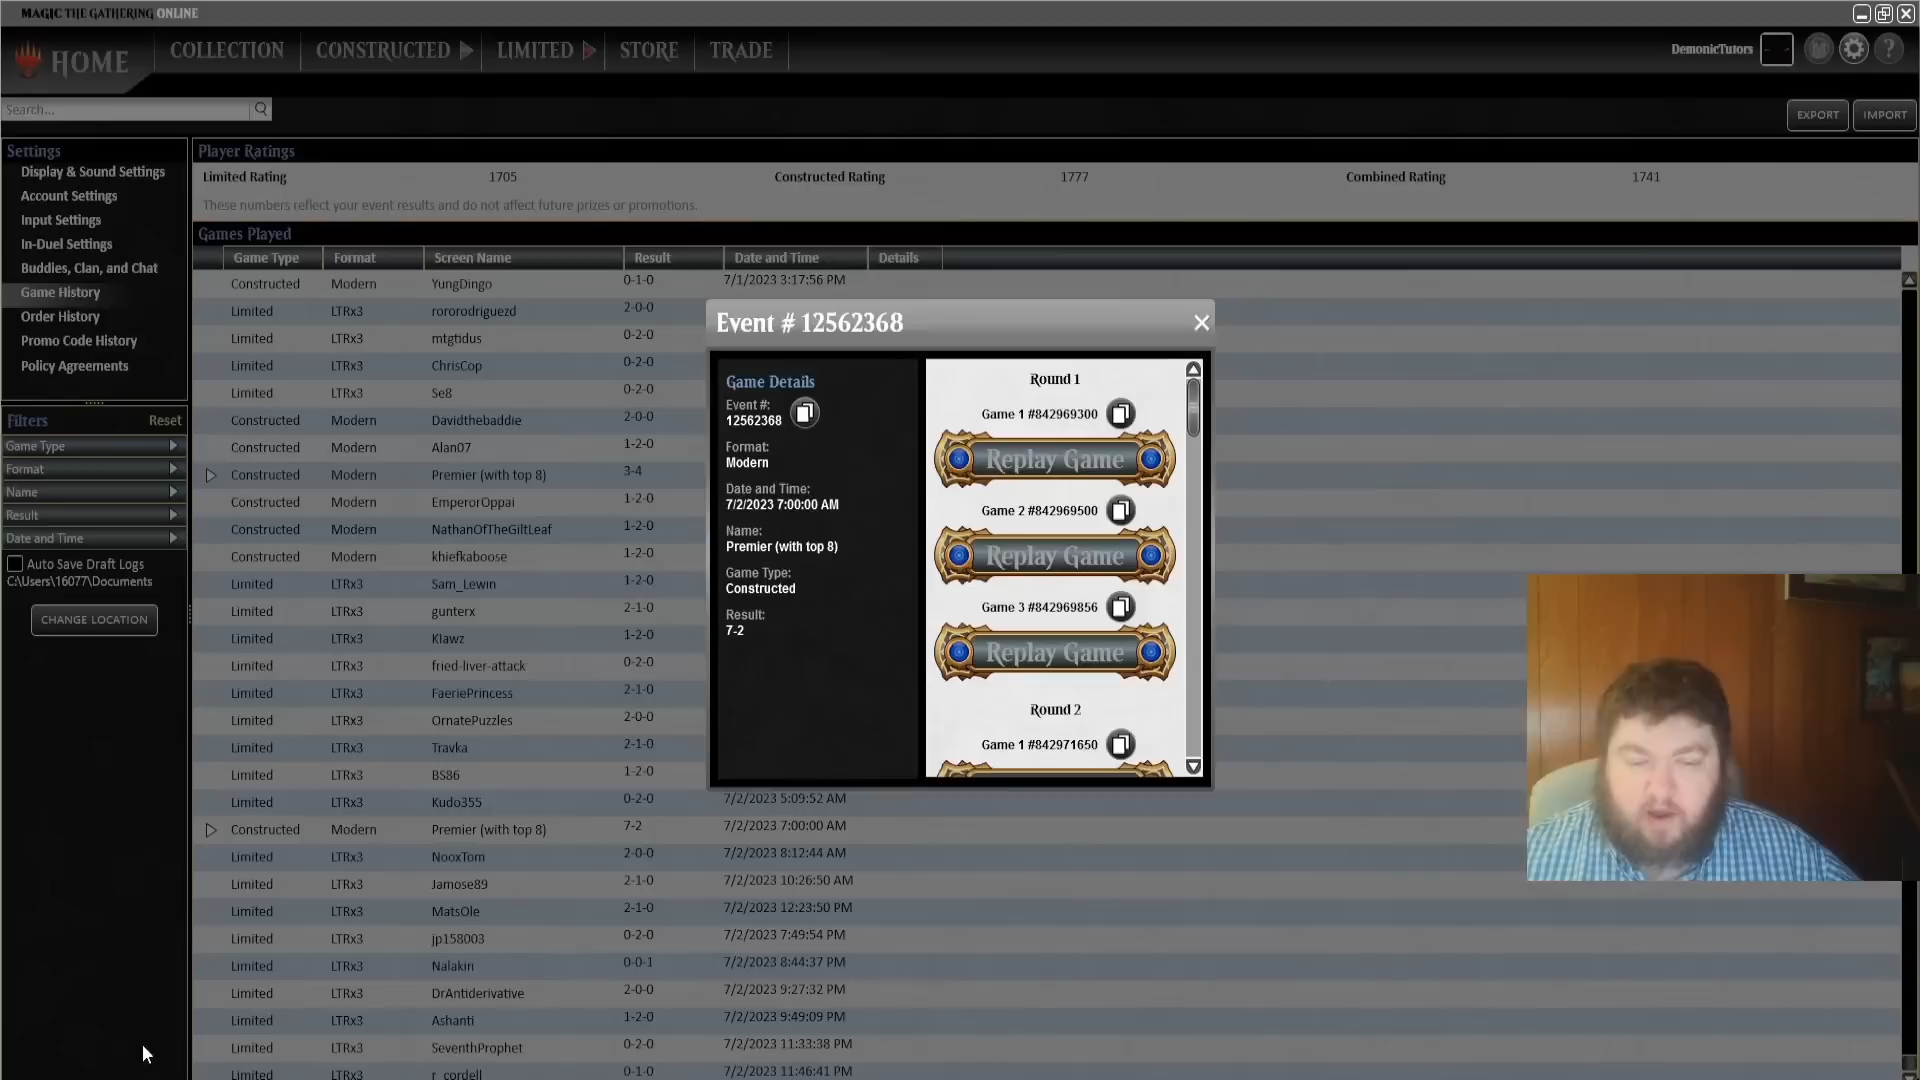 MAGIC THE GATHERING ONLINE
HOME
COLLECTION
CONSTRUCTED
LIMITED
STORE
TRADE
DemonicTutors
?
Search...
EXPORT
IMPORT
Settings
Display & Sound Settings
Account Settings
Input Settings
In-Duel Settings
Buddies, Clan, and Chat
Game History
Order History
Promo Code History
Policy Agreements
Filters Reset
Game Type
Format
Name
Result
Date and Time
Auto Save Draft Logs
C:\Users\16077\Documents
CHANGE LOCATION
Player Ratings
Limited Rating 1705 Constructed Rating 1777 Combined Rating 1741
These numbers reflect your event results and do not affect future prizes or promotions.
Games Played
Game Type Format Screen Name Result Date and Time Details
Constructed Modern YungDingo 0-1-0 7/1/2023 3:17:56 PM
Limited LTRx3 rororodriguezd 2-0-0
Limited LTRx3 mtgtidus 0-2-0
Limited LTRx3 ChrisCop 0-2-0
Limited LTRx3 Se8 0-2-0
Constructed Modern Davidthebaddie 2-0-0
Constructed Modern Alan07 1-2-0
Constructed Modern Premier (with top 8) 3-4
Constructed Modern EmperorOppai 1-2-0
Constructed Modern NathanOfTheGiltLeaf 1-2-0
Constructed Modern khiefkaboose 1-2-0
Limited LTRx3 Sam_Lewin 1-2-0
Limited LTRx3 gunterx 2-1-0
Limited LTRx3 Klawz 1-2-0
Limited LTRx3 fried-liver-attack 0-2-0
Limited LTRx3 FaeriePrincess 2-1-0
Limited LTRx3 OrnatePuzzles 2-0-0
Limited LTRx3 Travka 2-1-0
Limited LTRx3 BS86 1-2-0
Limited LTRx3 Kudo355 0-2-0 7/2/2023 5:09:52 AM
Constructed Modern Premier (with top 8) 7-2 7/2/2023 7:00:00 AM
Limited LTRx3 NooxTom 2-0-0 7/2/2023 8:12:44 AM
Limited LTRx3 Jamose89 2-1-0 7/2/2023 10:26:50 AM
Limited LTRx3 MatsOle 2-1-0 7/2/2023 12:23:50 PM
Limited LTRx3 jp158003 0-2-0 7/2/2023 7:49:54 PM
Limited LTRx3 Nalakin 0-0-1 7/2/2023 8:44:37 PM
Limited LTRx3 DrAntiderivative 2-0-0 7/2/2023 9:27:32 PM
Limited LTRx3 Ashanti 1-2-0 7/2/2023 9:49:09 PM
Limited LTRx3 SeventhProphet 0-2-0 7/2/2023 11:33:38 PM
Limited LTRx3 r_cordell 0-1-0 7/2/2023 11:46:41 PM
Event # 12562368
Game Details
Event #:
12562368
Format:
Modern
Date and Time:
7/2/2023 7:00:00 AM
Name:
Premier (with top 8)
Game Type:
Constructed
Result:
7-2
Round 1
Game 1 #842969300
Replay Game
Game 2 #842969500
Replay Game
Game 3 #842969856
Replay Game
Round 2
Game 1 #842971650